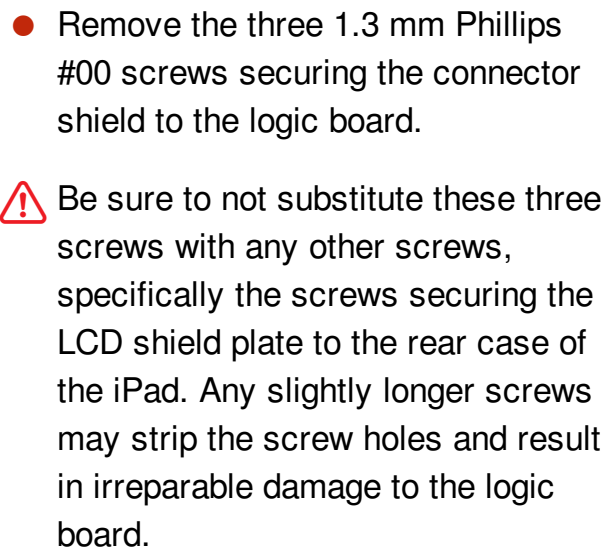 Remove the three 1.3 mm Phillips
#00 screws securing the connector
shield to the logic board.
Be sure to not substitute these three
screws with any other screws,
specifically the screws securing the
LCD shield plate to the rear case of
the iPad. Any slightly longer screws
may strip the screw holes and result
in irreparable damage to the logic
board.